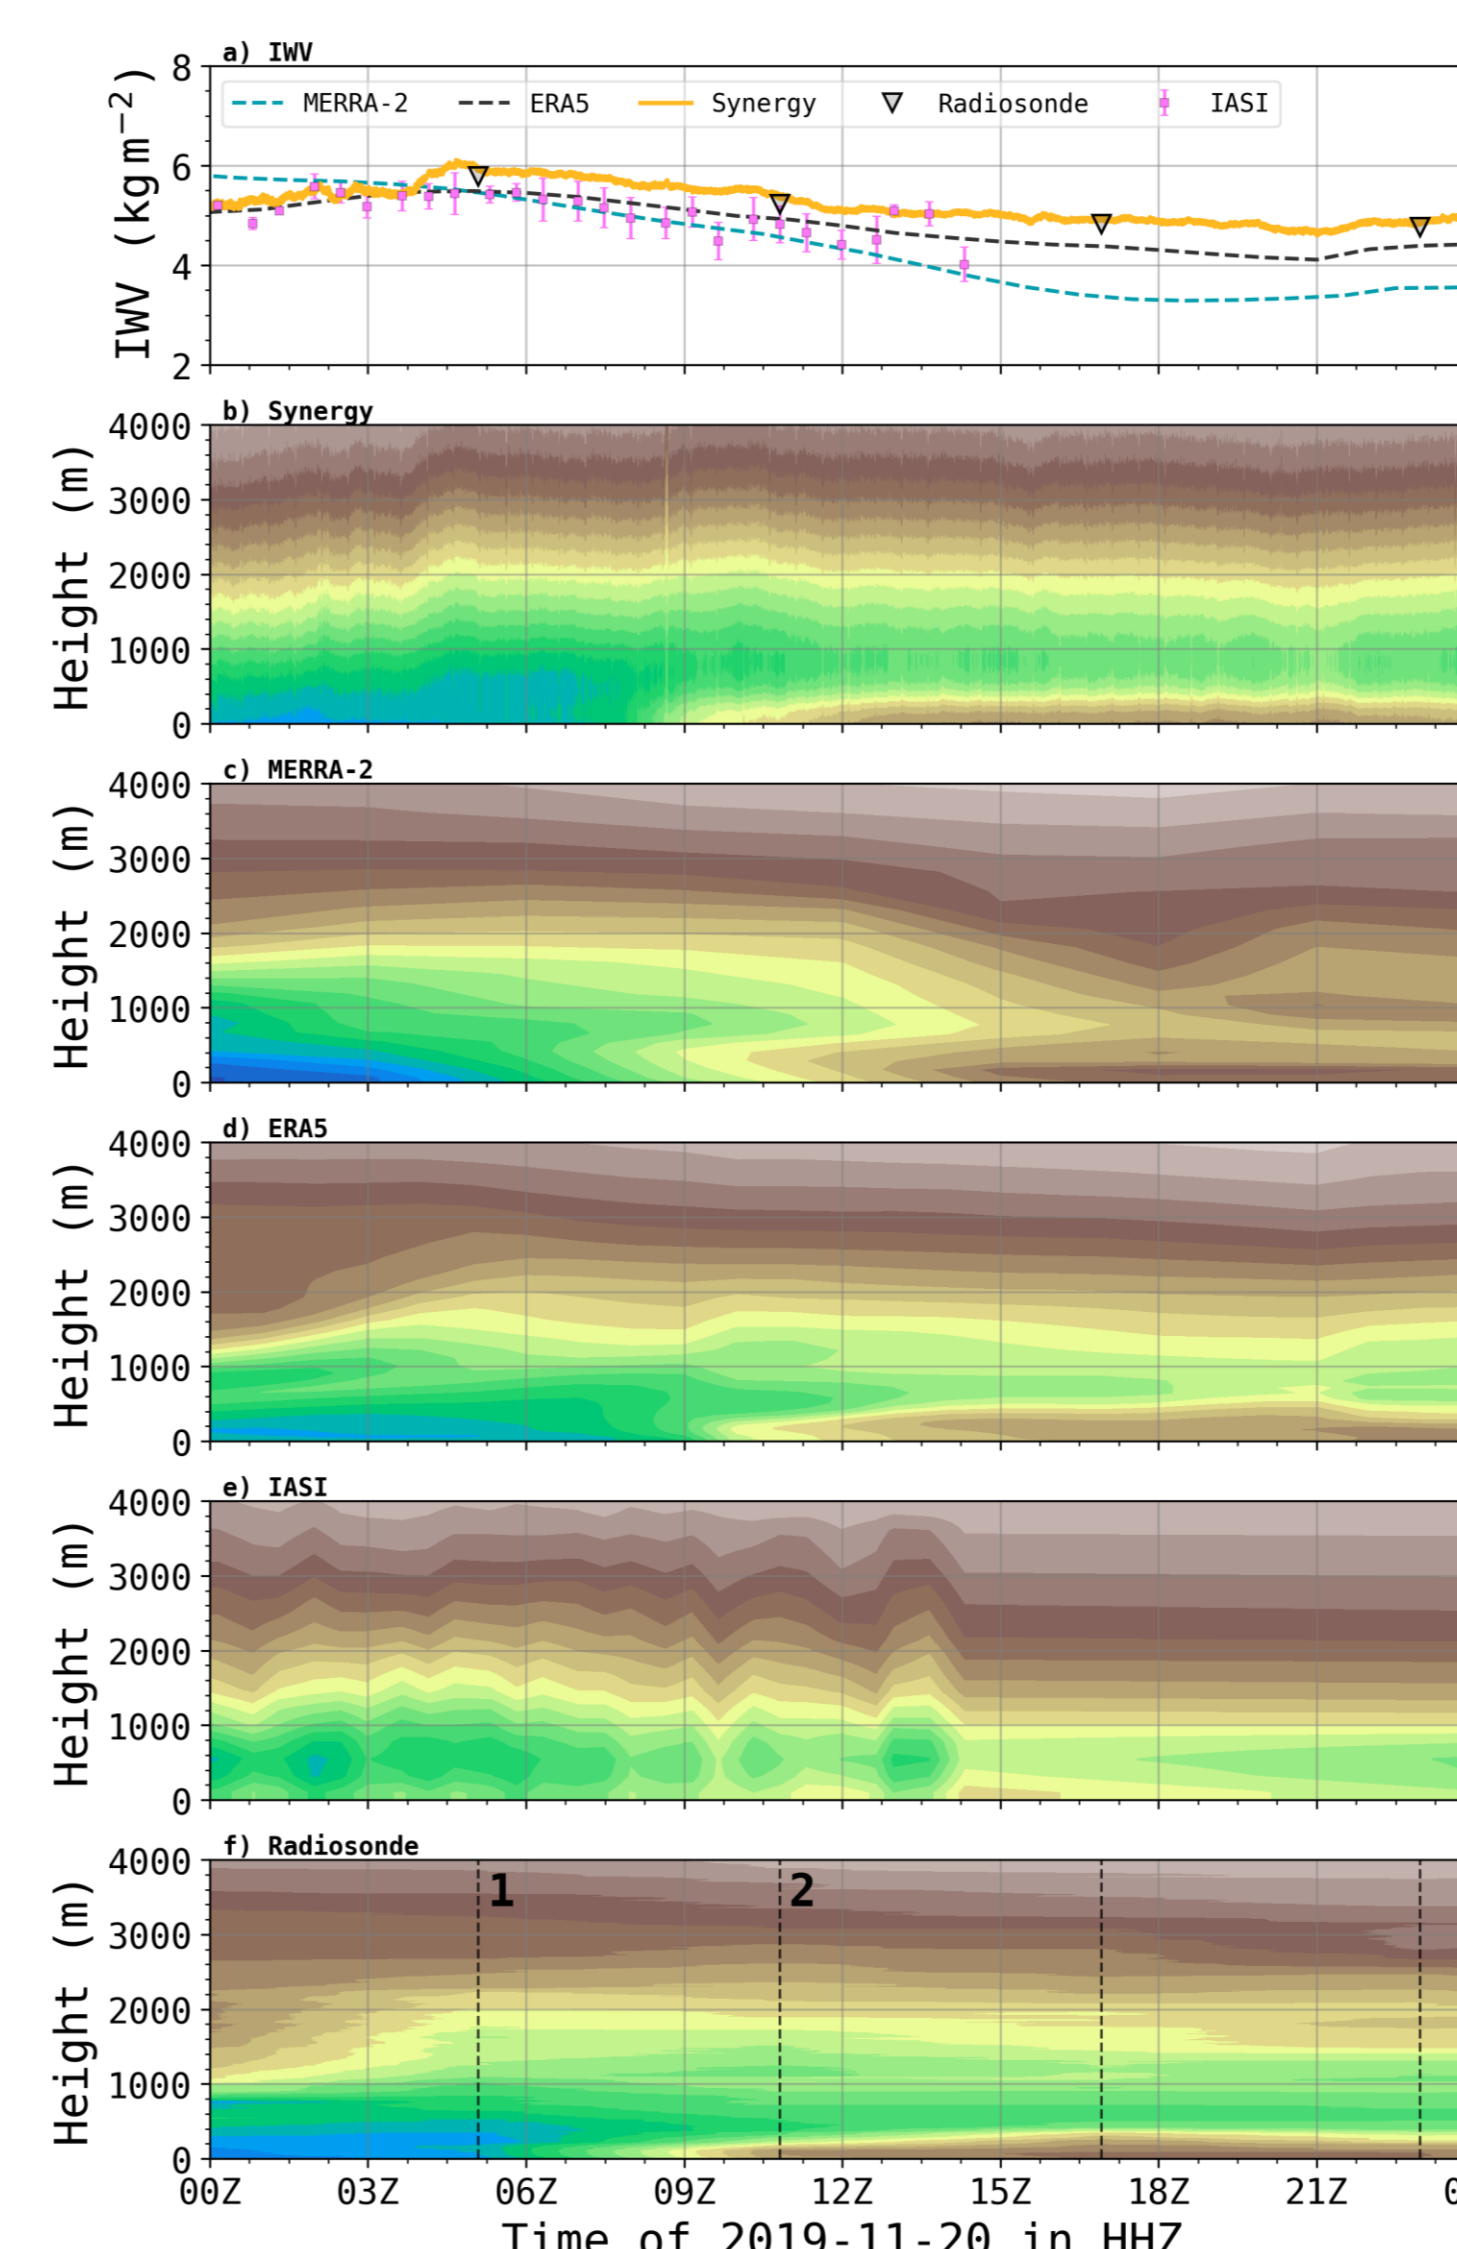 a) IWV
8
6
4
2
IWV (kg m−2)
MERRA-2 ERA5 Synergy Radiosonde IASI
b) Synergy
4000
3000
2000
1000
0
Height (m)
c) MERRA-2
4000
3000
2000
1000
0
Height (m)
d) ERA5
4000
3000
2000
1000
0
Height (m)
e) IASI
4000
3000
2000
1000
0
Height (m)
f) Radiosonde
4000
3000
2000
1000
0
Height (m)
1 2
00Z 03Z 06Z 09Z 12Z 15Z 18Z 21Z
Time of 2019-11-20 in HHZ